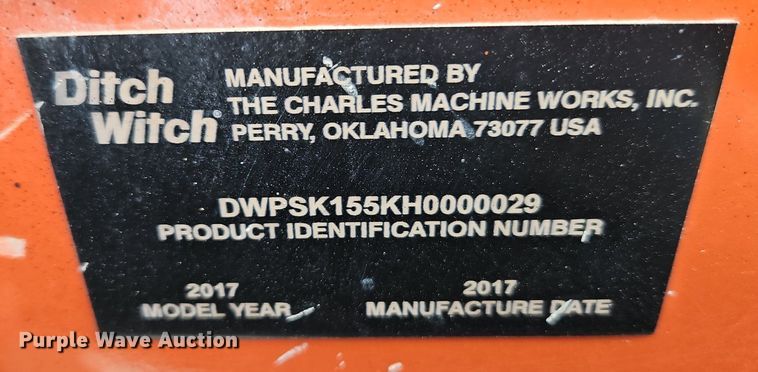 Ditch
Witch®
MANUFACTURED BY
THE CHARLES MACHINE WORKS, INC.
PERRY, OKLAHOMA 73077 USA
DWPSK155KH0000029
PRODUCT IDENTIFICATION NUMBER
2017
MODEL YEAR
2017
MANUFACTURE DATE
Purple Wave Auction